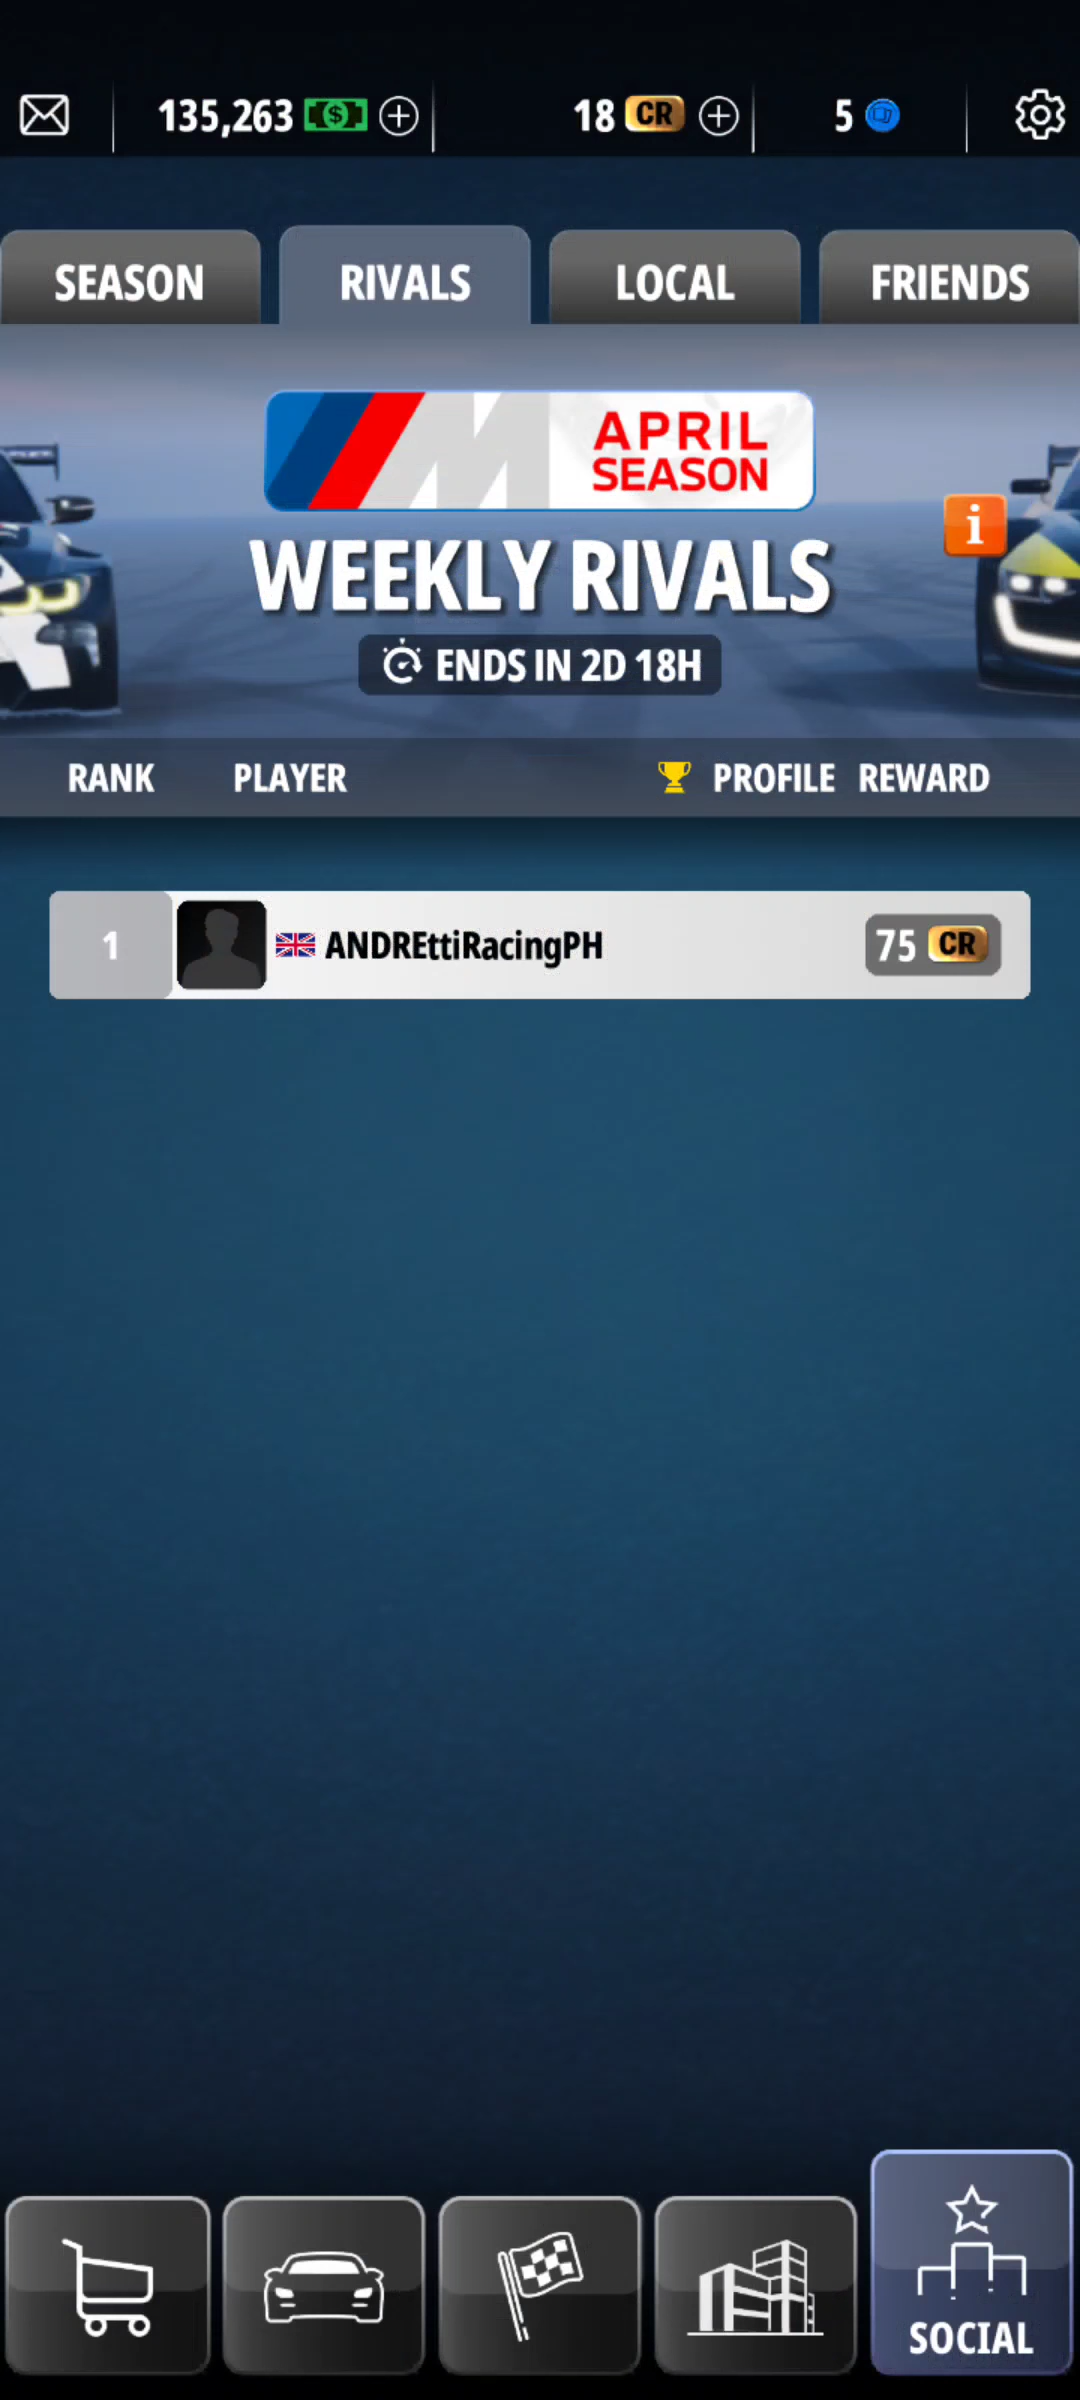 135,263
18 CR
5
SEASON
RIVALS
LOCAL
FRIENDS
M APRIL
SEASON
i
WEEKLY RIVALS
ENDS IN 2D 18H
RANK PLAYER PROFILE REWARD
1 ANDREttiRacingPH 75 CR
SOCIAL